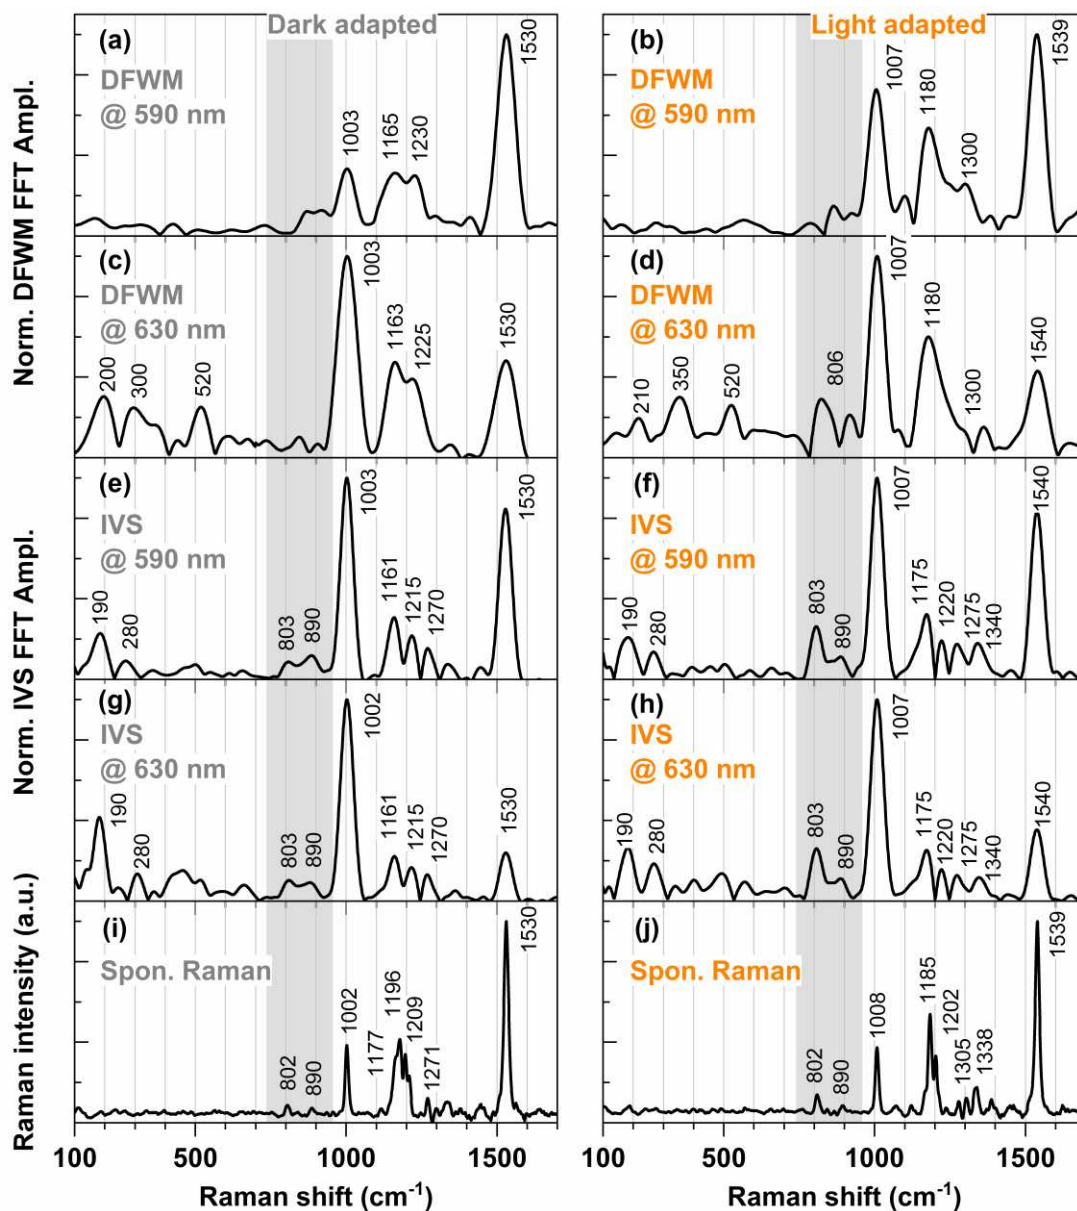 Dark adapted
Light adapted
Norm. DFWM FFT Ampl.
(a)
DFWM
@ 590 nm
1003
1165
1230
1530
(b)
DFWM
@ 590 nm
1007
1180
1300
1539
(c)
DFWM
@ 630 nm
200
300
520
1003
1163
1225
1530
(d)
DFWM
@ 630 nm
210
350
520
806
1007
1180
1300
1540
Norm. IVS FFT Ampl.
(e)
IVS
@ 590 nm
190
280
803
890
1003
1161
1215
1270
1530
(f)
IVS
@ 590 nm
190
280
803
890
1007
1175
1220
1275
1340
1540
(g)
IVS
@ 630 nm
190
280
803
890
1002
1161
1215
1270
1530
(h)
IVS
@ 630 nm
190
280
803
890
1007
1175
1220
1275
1340
1540
Raman intensity (a.u.)
(i)
Spon. Raman
802
890
1002
1177
1196
1209
1271
1530
(j)
Spon. Raman
802
890
1008
1185
1202
1305
1338
1539
100 500 1000 1500
100 500 1000 1500
Raman shift (cm⁻¹)
Raman shift (cm⁻¹)